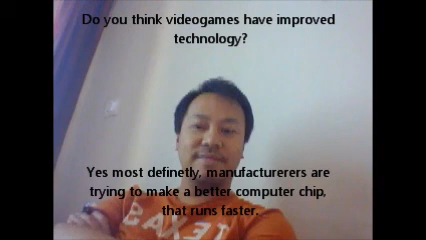 Do you think videogames have improved
technology?
Yes most definetly, manufacturerers are
trying to make a better computer chip,
that runs faster.
TEXAS